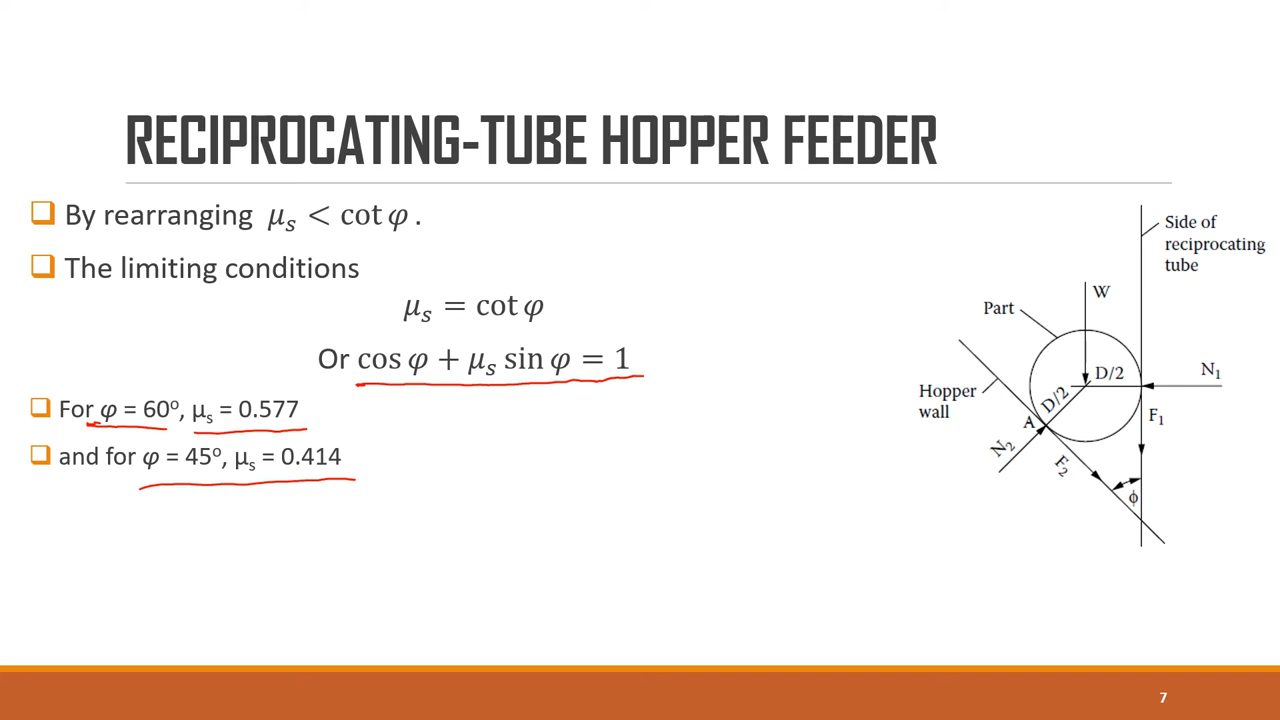 RECIPROCATING-TUBE HOPPER FEEDER
By rearranging μₛ < cot φ .
The limiting conditions
μₛ = cot φ
Or cos φ + μₛ sin φ = 1
For φ = 60º, μₛ = 0.577
and for φ = 45º, μₛ = 0.414
Side of
reciprocating
tube
W
Part
D/2
N₁
Hopper
wall
D/2
A
F₁
N₂
F₂
ϕ
7